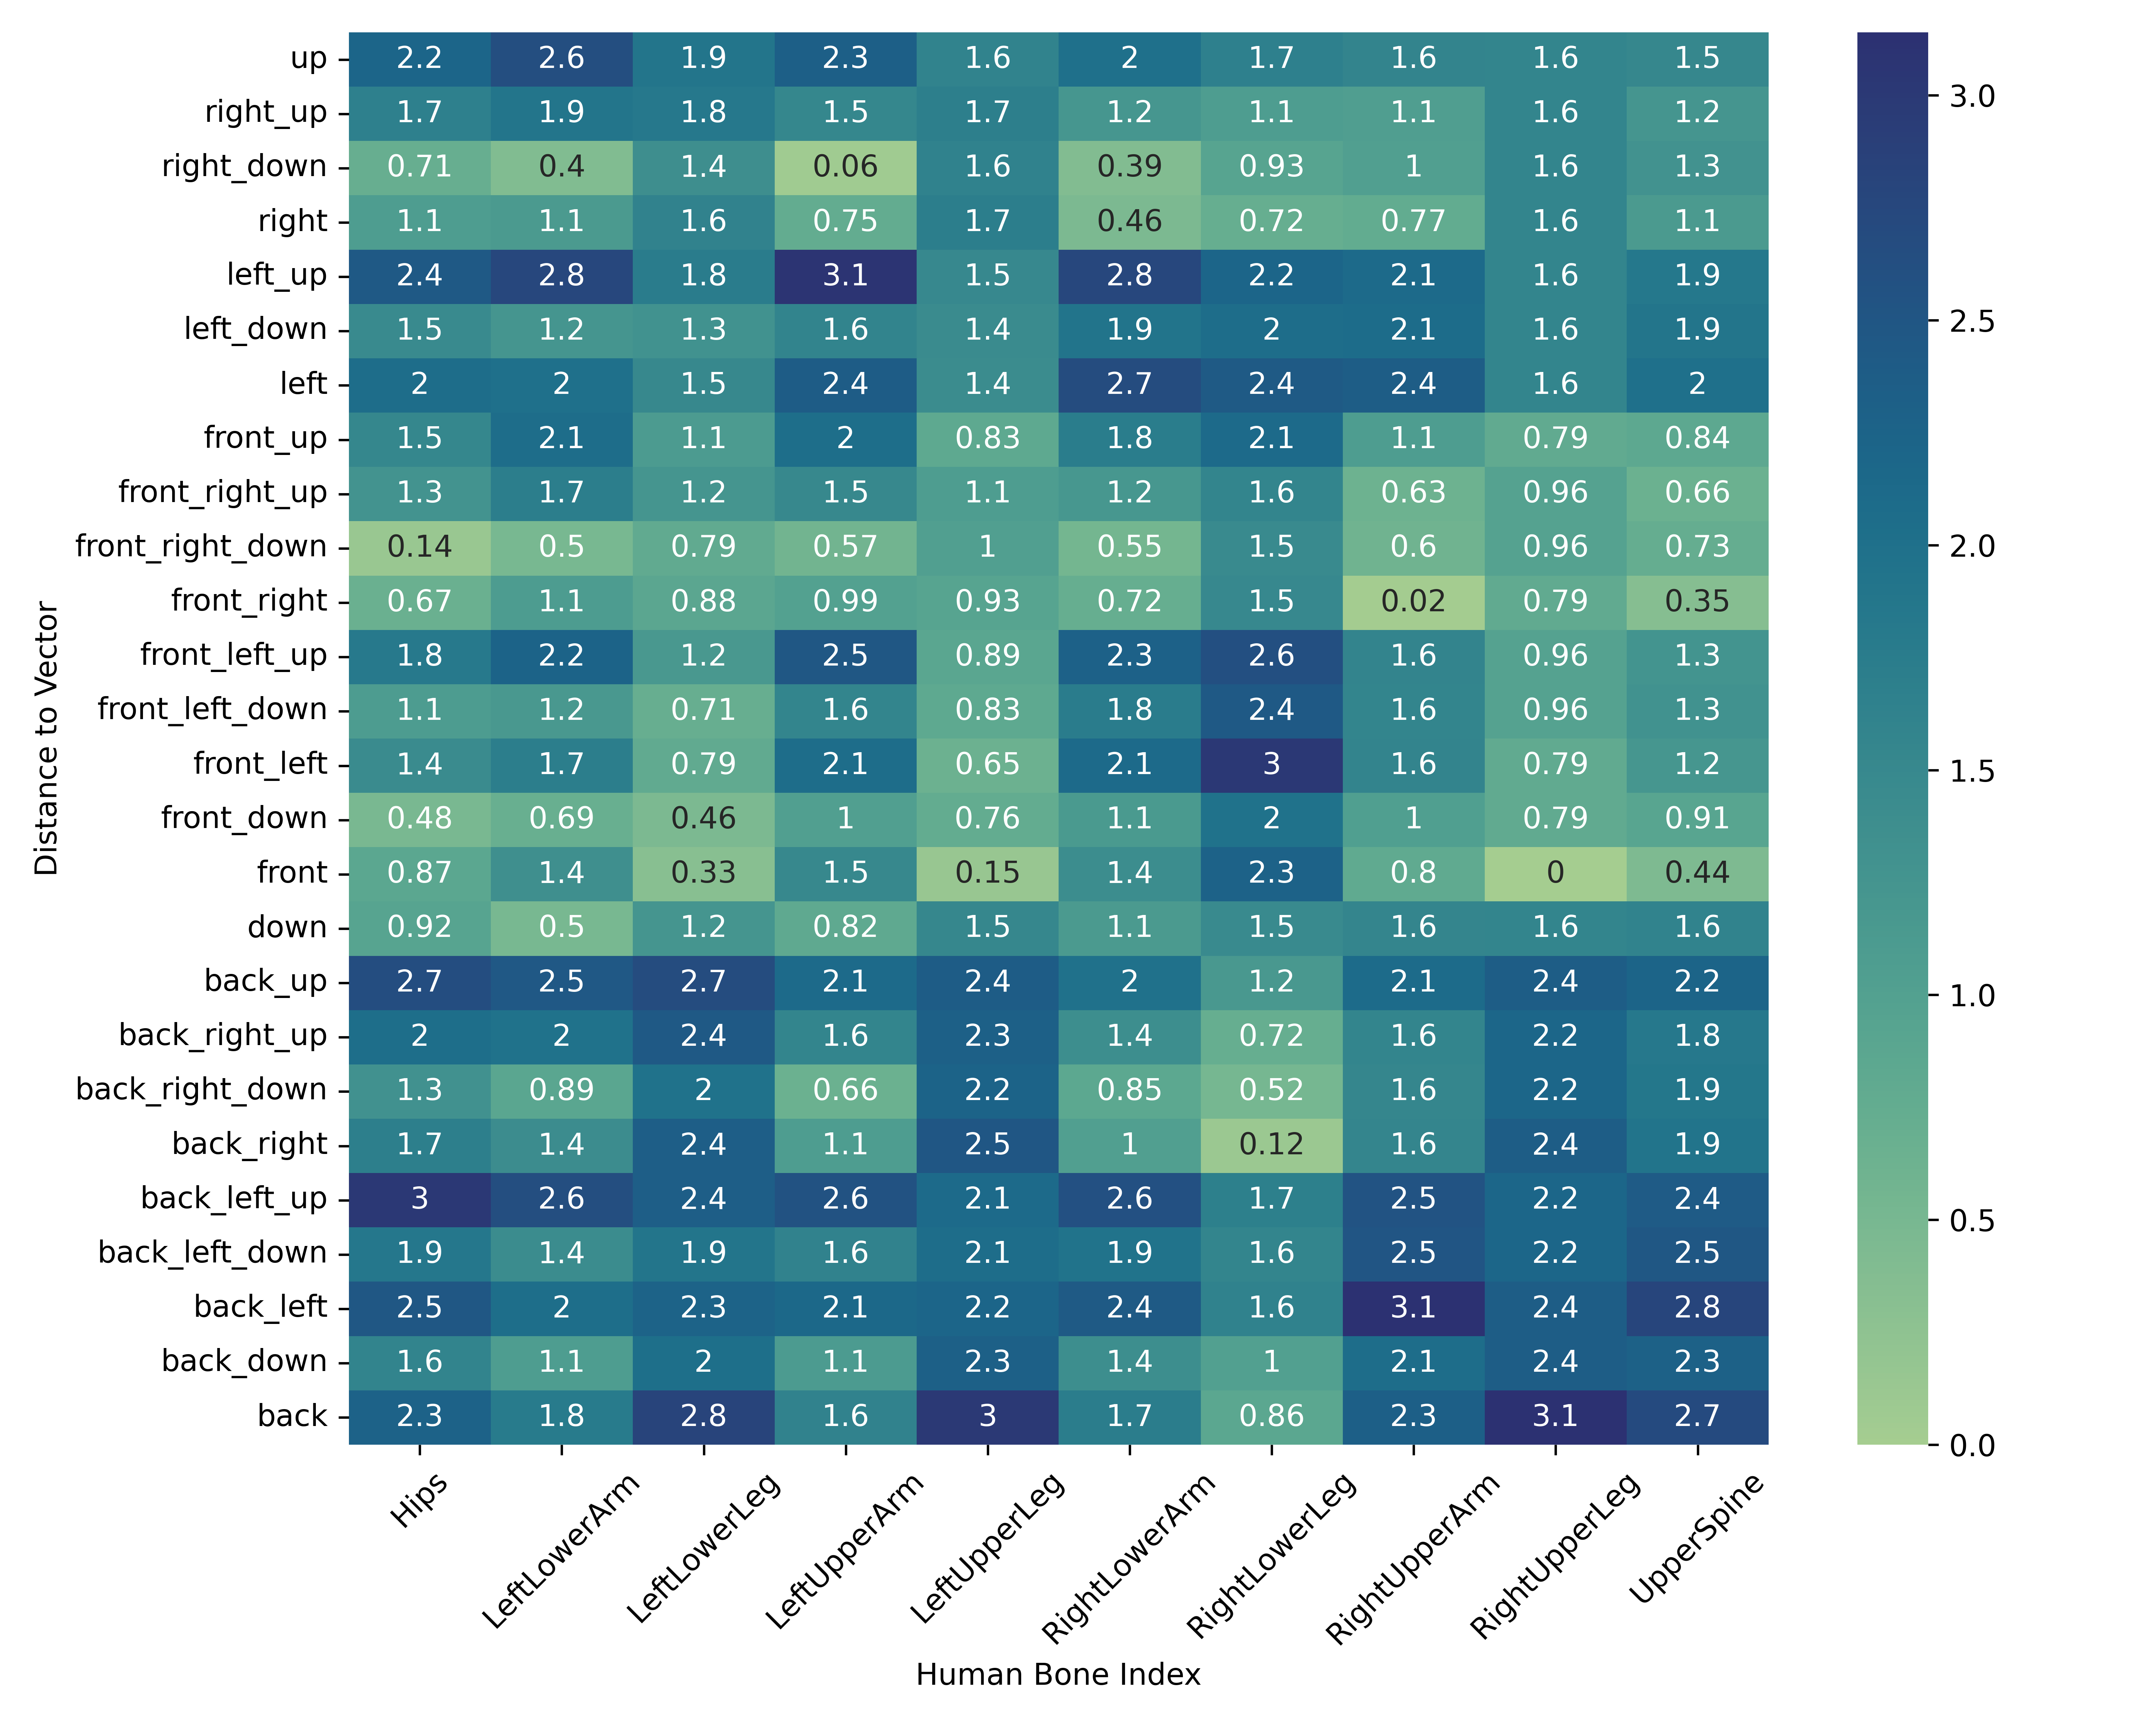 up 2.2 2.6 1.9 2.3 1.6 2 1.7 1.6 1.6 1.5
right_up 1.7 1.9 1.8 1.5 1.7 1.2 1.1 1.1 1.6 1.2
right_down 0.71 0.4 1.4 0.06 1.6 0.39 0.93 1 1.6 1.3
right 1.1 1.1 1.6 0.75 1.7 0.46 0.72 0.77 1.6 1.1
left_up 2.4 2.8 1.8 3.1 1.5 2.8 2.2 2.1 1.6 1.9
left_down 1.5 1.2 1.3 1.6 1.4 1.9 2 2.1 1.6 1.9
left 2 2 1.5 2.4 1.4 2.7 2.4 2.4 1.6 2
front_up 1.5 2.1 1.1 2 0.83 1.8 2.1 1.1 0.79 0.84
front_right_up 1.3 1.7 1.2 1.5 1.1 1.2 1.6 0.63 0.96 0.66
front_right_down 0.14 0.5 0.79 0.57 1 0.55 1.5 0.6 0.96 0.73
front_right 0.67 1.1 0.88 0.99 0.93 0.72 1.5 0.02 0.79 0.35
front_left_up 1.8 2.2 1.2 2.5 0.89 2.3 2.6 1.6 0.96 1.3
front_left_down 1.1 1.2 0.71 1.6 0.83 1.8 2.4 1.6 0.96 1.3
front_left 1.4 1.7 0.79 2.1 0.65 2.1 3 1.6 0.79 1.2
front_down 0.48 0.69 0.46 1 0.76 1.1 2 1 0.79 0.91
front 0.87 1.4 0.33 1.5 0.15 1.4 2.3 0.8 0 0.44
down 0.92 0.5 1.2 0.82 1.5 1.1 1.5 1.6 1.6 1.6
back_up 2.7 2.5 2.7 2.1 2.4 2 1.2 2.1 2.4 2.2
back_right_up 2 2 2.4 1.6 2.3 1.4 0.72 1.6 2.2 1.8
back_right_down 1.3 0.89 2 0.66 2.2 0.85 0.52 1.6 2.2 1.9
back_right 1.7 1.4 2.4 1.1 2.5 1 0.12 1.6 2.4 1.9
back_left_up 3 2.6 2.4 2.6 2.1 2.6 1.7 2.5 2.2 2.4
back_left_down 1.9 1.4 1.9 1.6 2.1 1.9 1.6 2.5 2.2 2.5
back_left 2.5 2 2.3 2.1 2.2 2.4 1.6 3.1 2.4 2.8
back_down 1.6 1.1 2 1.1 2.3 1.4 1 2.1 2.4 2.3
back 2.3 1.8 2.8 1.6 3 1.7 0.86 2.3 3.1 2.7
Hips LeftLowerArm LeftLowerLeg LeftUpperArm LeftUpperLeg RightLowerArm RightLowerLeg RightUpperArm RightUpperLeg UpperSpine
Human Bone Index
Distance to Vector
3.0
2.5
2.0
1.5
1.0
0.5
0.0